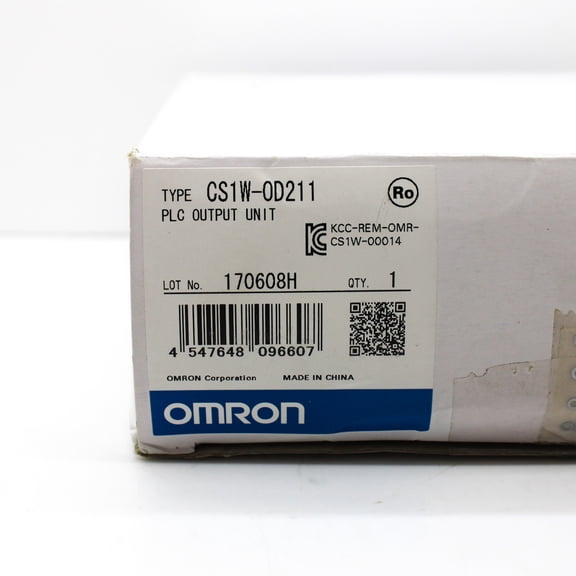 TYPE CS1W-OD211 Ro
PLC OUTPUT UNIT
KCC-REM-OMR-
CS1W-00014
LOT No. 170608H QTY. 1
4 547648 096607
OMRON Corporation MADE IN CHINA
OMRON